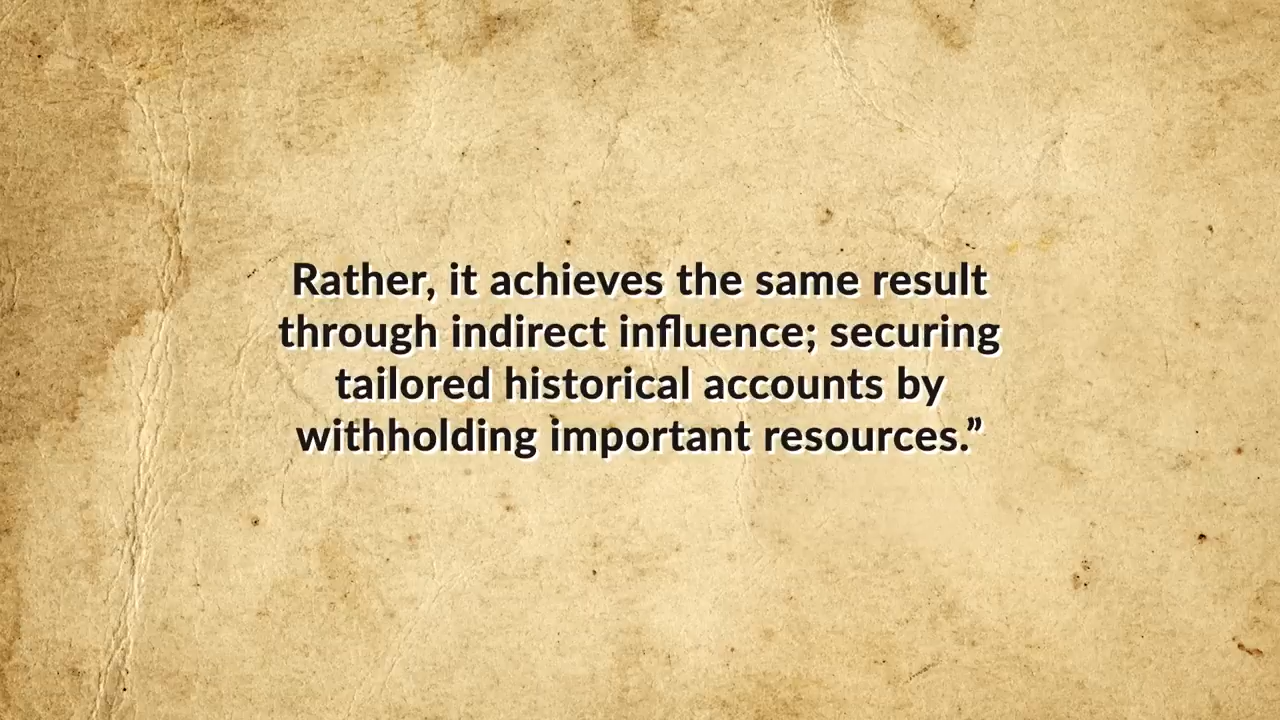 Rather, it achieves the same result
through indirect influence; securing
tailored historical accounts by
withholding important resources.”